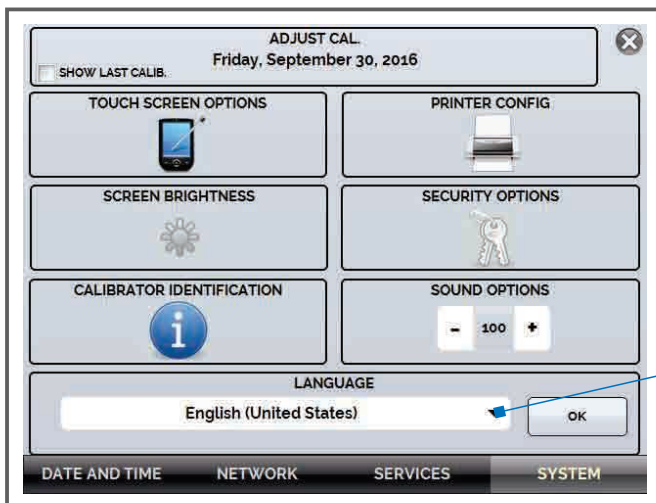 ADJUST CAL.
Friday, September 30, 2016
SHOW LAST CALIB.
TOUCH SCREEN OPTIONS
PRINTER CONFIG
SCREEN BRIGHTNESS
SECURITY OPTIONS
CALIBRATOR IDENTIFICATION
SOUND OPTIONS
i
- 100 +
LANGUAGE
English (United States)
OK
DATE AND TIME NETWORK SERVICES SYSTEM